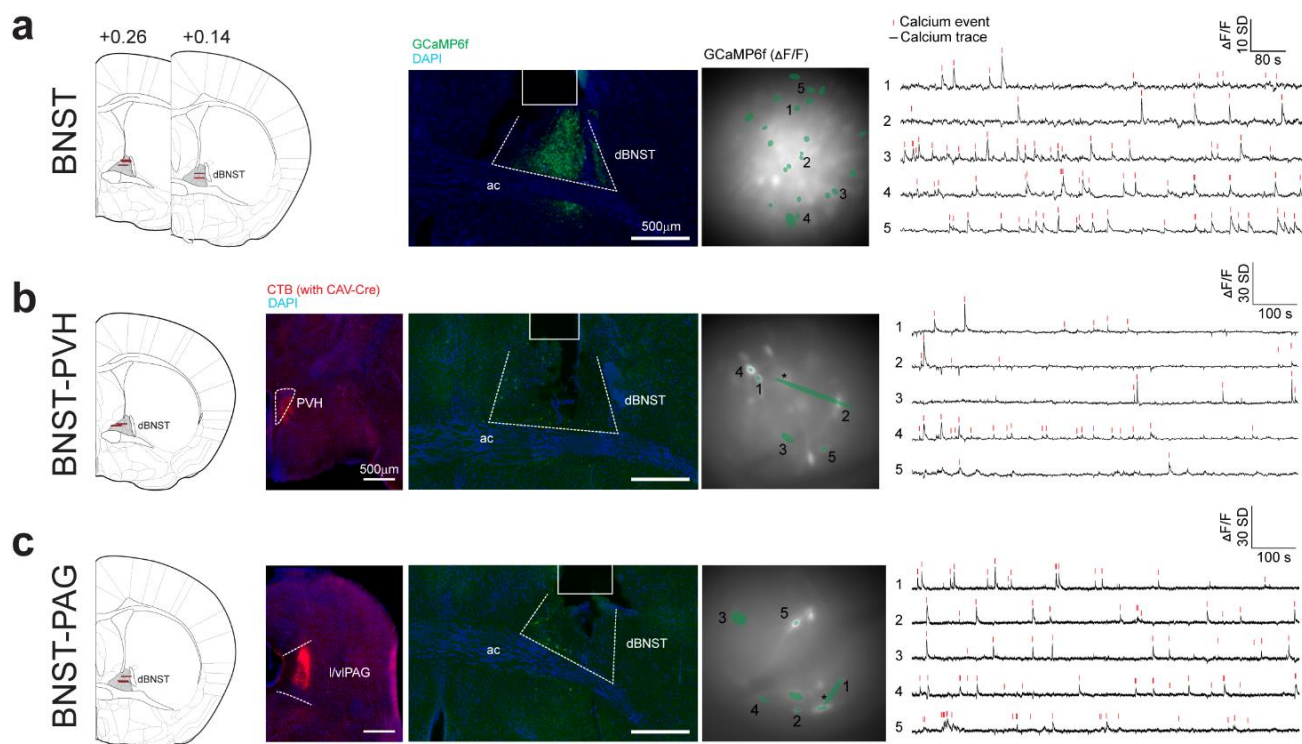 a
BNST
+0.26
+0.14
dBNST
GCaMP6f
DAPI
dBNST
ac
500μm
GCaMP6f (ΔF/F)
5
1
2
3
4
Calcium event
Calcium trace
ΔF/F
10 SD
80 s
1
2
3
4
5
b
BNST-PVH
dBNST
CTB (with CAV-Cre)
DAPI
PVH
500μm
dBNST
ac
*
4
1
2
3
5
ΔF/F
30 SD
100 s
1
2
3
4
5
c
BNST-PAG
dBNST
l/vlPAG
ac
dBNST
3
5
1
*
4
2
ΔF/F
30 SD
100 s
1
2
3
4
5